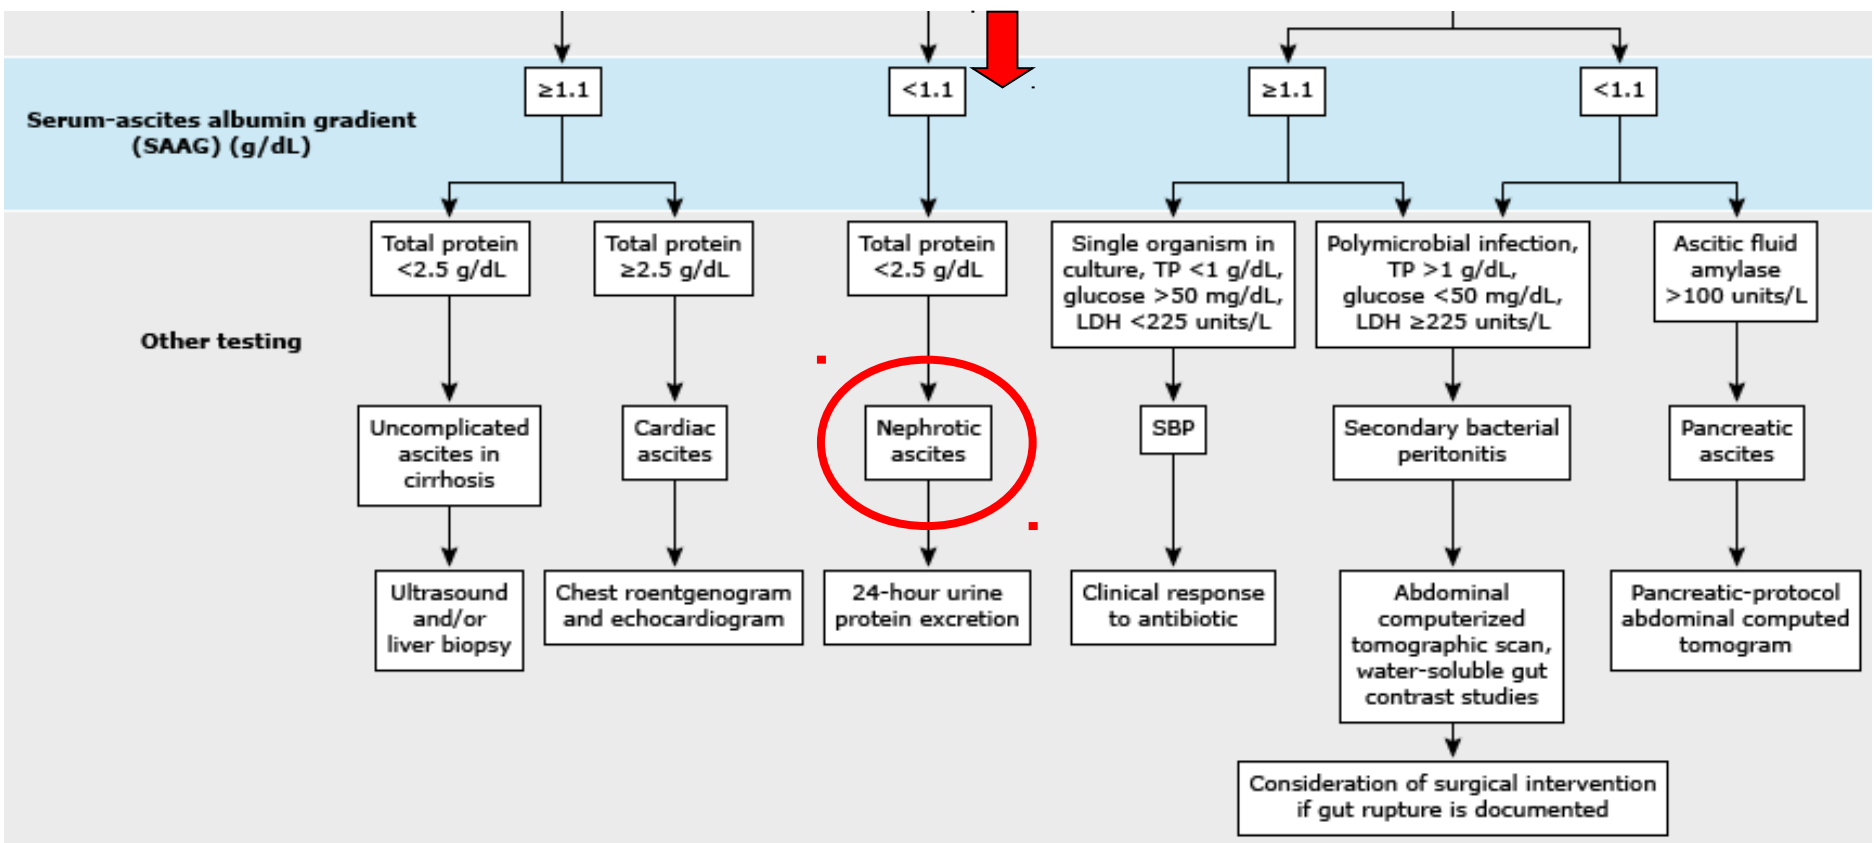 ≥1.1
<1.1
≥1.1
<1.1
Serum-ascites albumin gradient
(SAAG) (g/dL)
Total protein
<2.5 g/dL
Total protein
≥2.5 g/dL
Total protein
<2.5 g/dL
Single organism in
culture, TP <1 g/dL,
glucose >50 mg/dL,
LDH <225 units/L
Polymicrobial infection,
TP >1 g/dL,
glucose <50 mg/dL,
LDH ≥225 units/L
Ascitic fluid
amylase
>100 units/L
Other testing
Uncomplicated
ascites in
cirrhosis
Cardiac
ascites
Nephrotic
ascites
SBP
Secondary bacterial
peritonitis
Pancreatic
ascites
Ultrasound
and/or
liver biopsy
Chest roentgenogram
and echocardiogram
24-hour urine
protein excretion
Clinical response
to antibiotic
Abdominal
computerized
tomographic scan,
water-soluble gut
contrast studies
Pancreatic-protocol
abdominal computed
tomogram
Consideration of surgical intervention
if gut rupture is documented